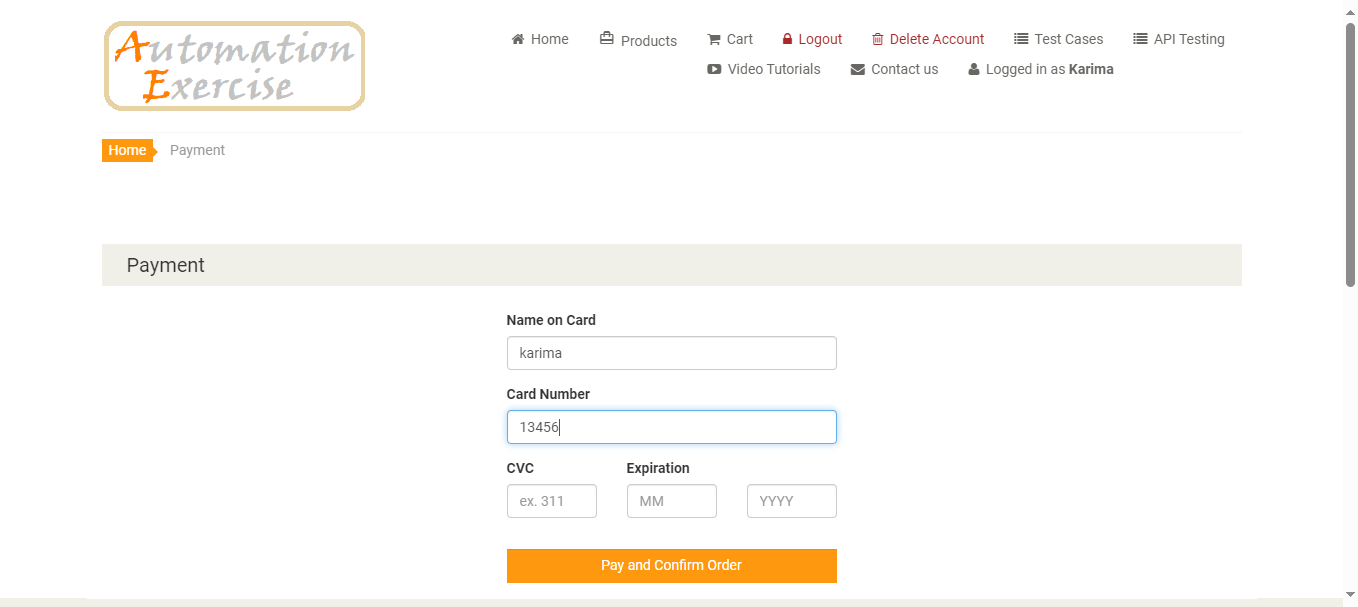 Automation
Exercise
Home Products Cart Logout Delete Account Test Cases API Testing
Video Tutorials Contact us Logged in as Karima
Home Payment
Payment
Name on Card
karima
Card Number
13456
CVC Expiration
ex. 311 MM YYYY
Pay and Confirm Order